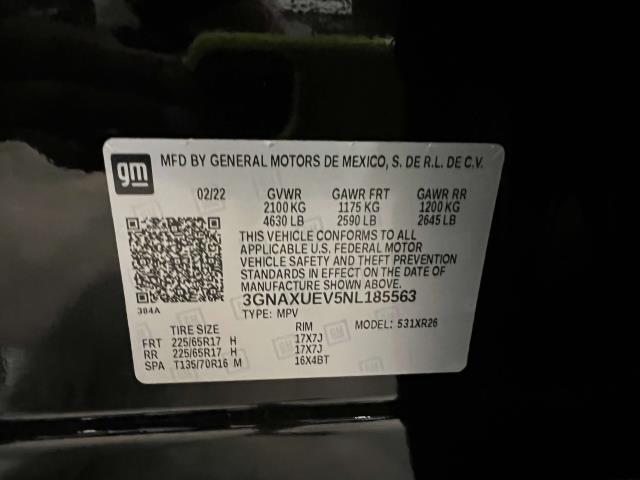 gm
MFD BY GENERAL MOTORS DE MEXICO, S. DE R.L. DE C.V.
02/22 GVWR GAWR FRT GAWR RR
2100 KG 1175 KG 1200 KG
4630 LB 2590 LB 2645 LB
THIS VEHICLE CONFORMS TO ALL
APPLICABLE U.S. FEDERAL MOTOR
VEHICLE SAFETY AND THEFT PREVENTION
STANDARDS IN EFFECT ON THE DATE OF
MANUFACTURE SHOWN ABOVE.
3GNAXUEV5NL185563
384A TYPE: MPV
TIRE SIZE RIM MODEL: 531XR26
FRT 225/65R17 H 17X7J
RR 225/65R17 H 17X7J
SPA T135/70R16 M 16X4BT